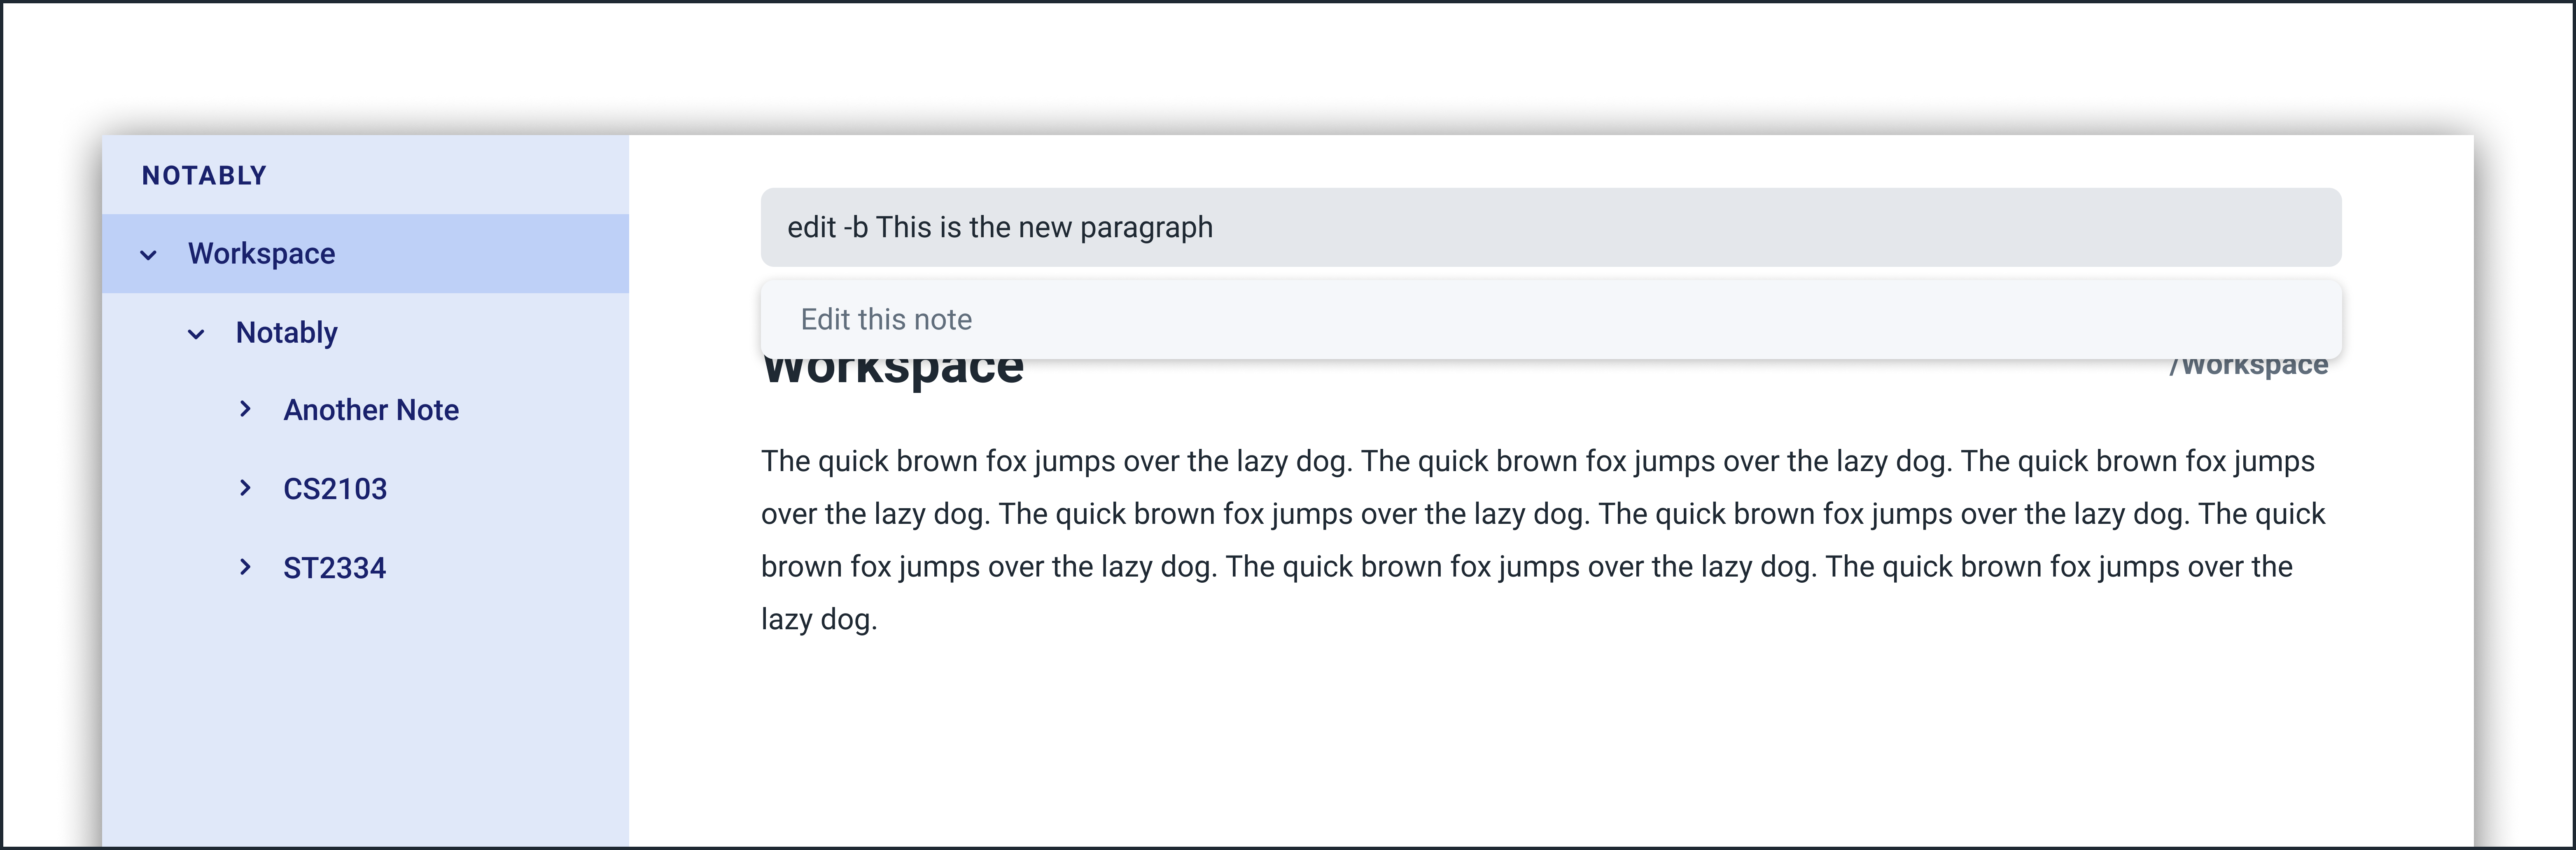 NOTABLY
Workspace
Notably
Another Note
CS2103
ST2334
edit -b This is the new paragraph
Edit this note
Workspace
/Workspace
The quick brown fox jumps over the lazy dog. The quick brown fox jumps over the lazy dog. The quick brown fox jumps
over the lazy dog. The quick brown fox jumps over the lazy dog. The quick brown fox jumps over the lazy dog. The quick
brown fox jumps over the lazy dog. The quick brown fox jumps over the lazy dog. The quick brown fox jumps over the
lazy dog.